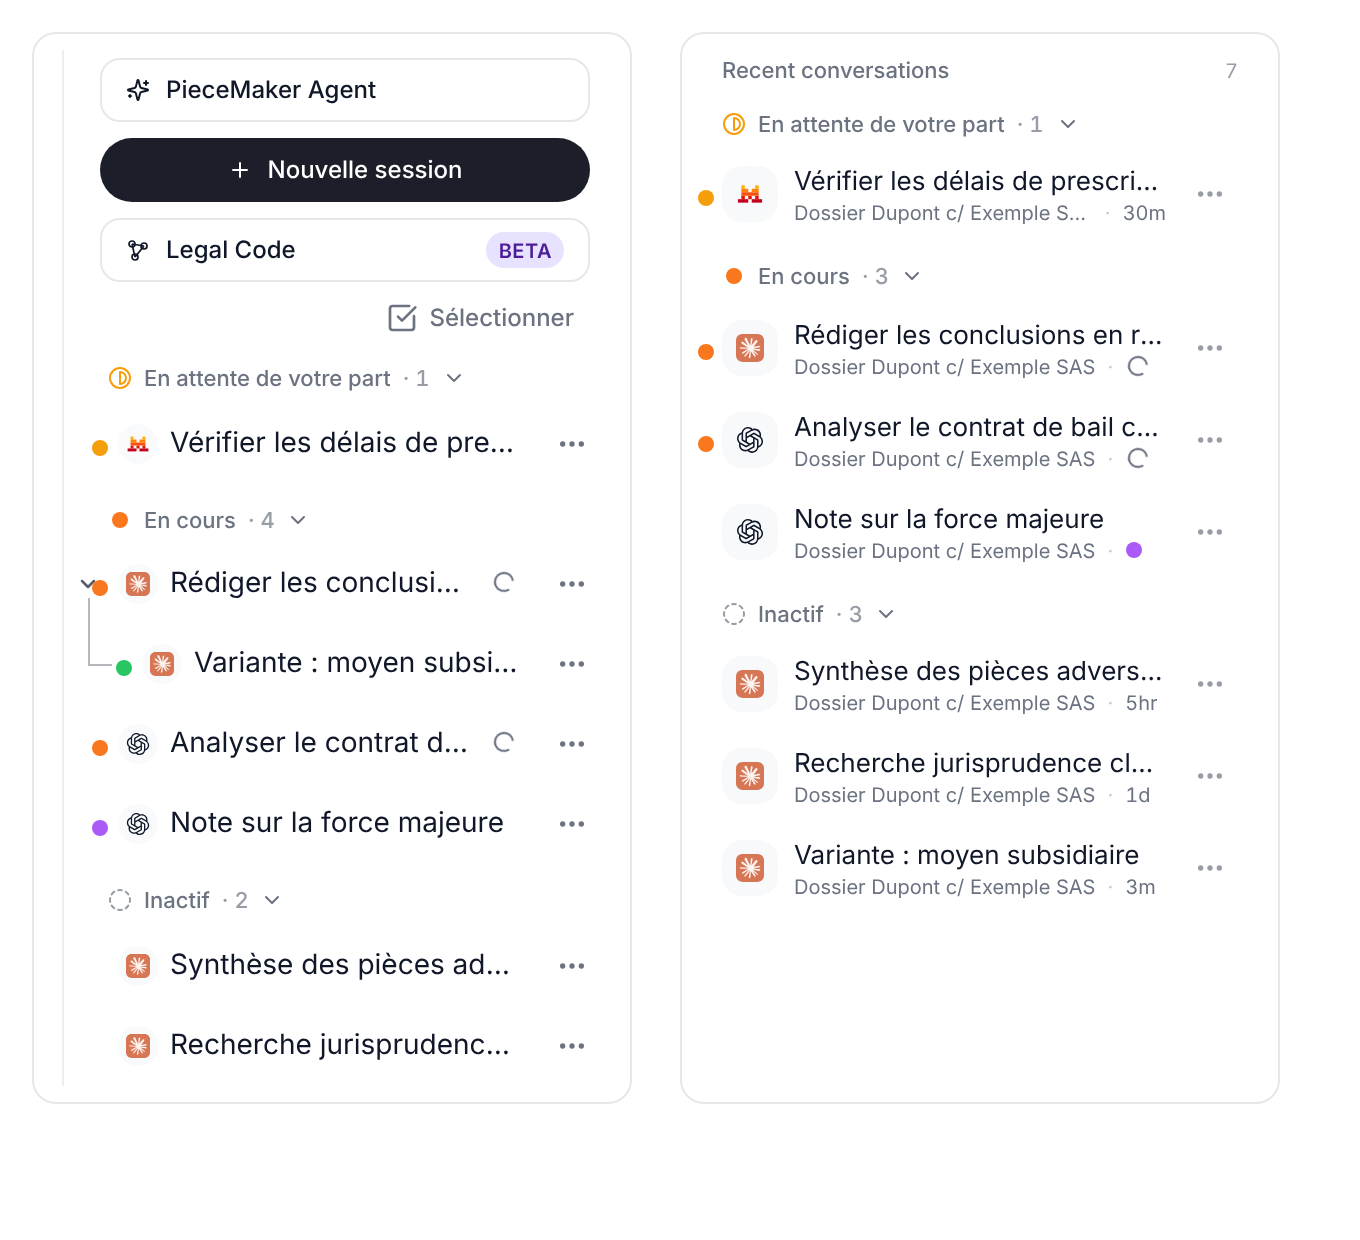 PieceMaker Agent
+ Nouvelle session
Legal Code BETA
Sélectionner
En attente de votre part · 1
Vérifier les délais de pre...
En cours · 4
Rédiger les conclusi...
Variante : moyen subsi...
Analyser le contrat d...
Note sur la force majeure
Inactif · 2
Synthèse des pièces ad...
Recherche jurisprudenc...
Recent conversations 7
En attente de votre part · 1
Vérifier les délais de prescri...
Dossier Dupont c/ Exemple S... · 30m
En cours · 3
Rédiger les conclusions en r...
Dossier Dupont c/ Exemple SAS ·
Analyser le contrat de bail c...
Dossier Dupont c/ Exemple SAS ·
Note sur la force majeure
Dossier Dupont c/ Exemple SAS ·
Inactif · 3
Synthèse des pièces advers...
Dossier Dupont c/ Exemple SAS · 5hr
Recherche jurisprudence cl...
Dossier Dupont c/ Exemple SAS · 1d
Variante : moyen subsidiaire
Dossier Dupont c/ Exemple SAS · 3m